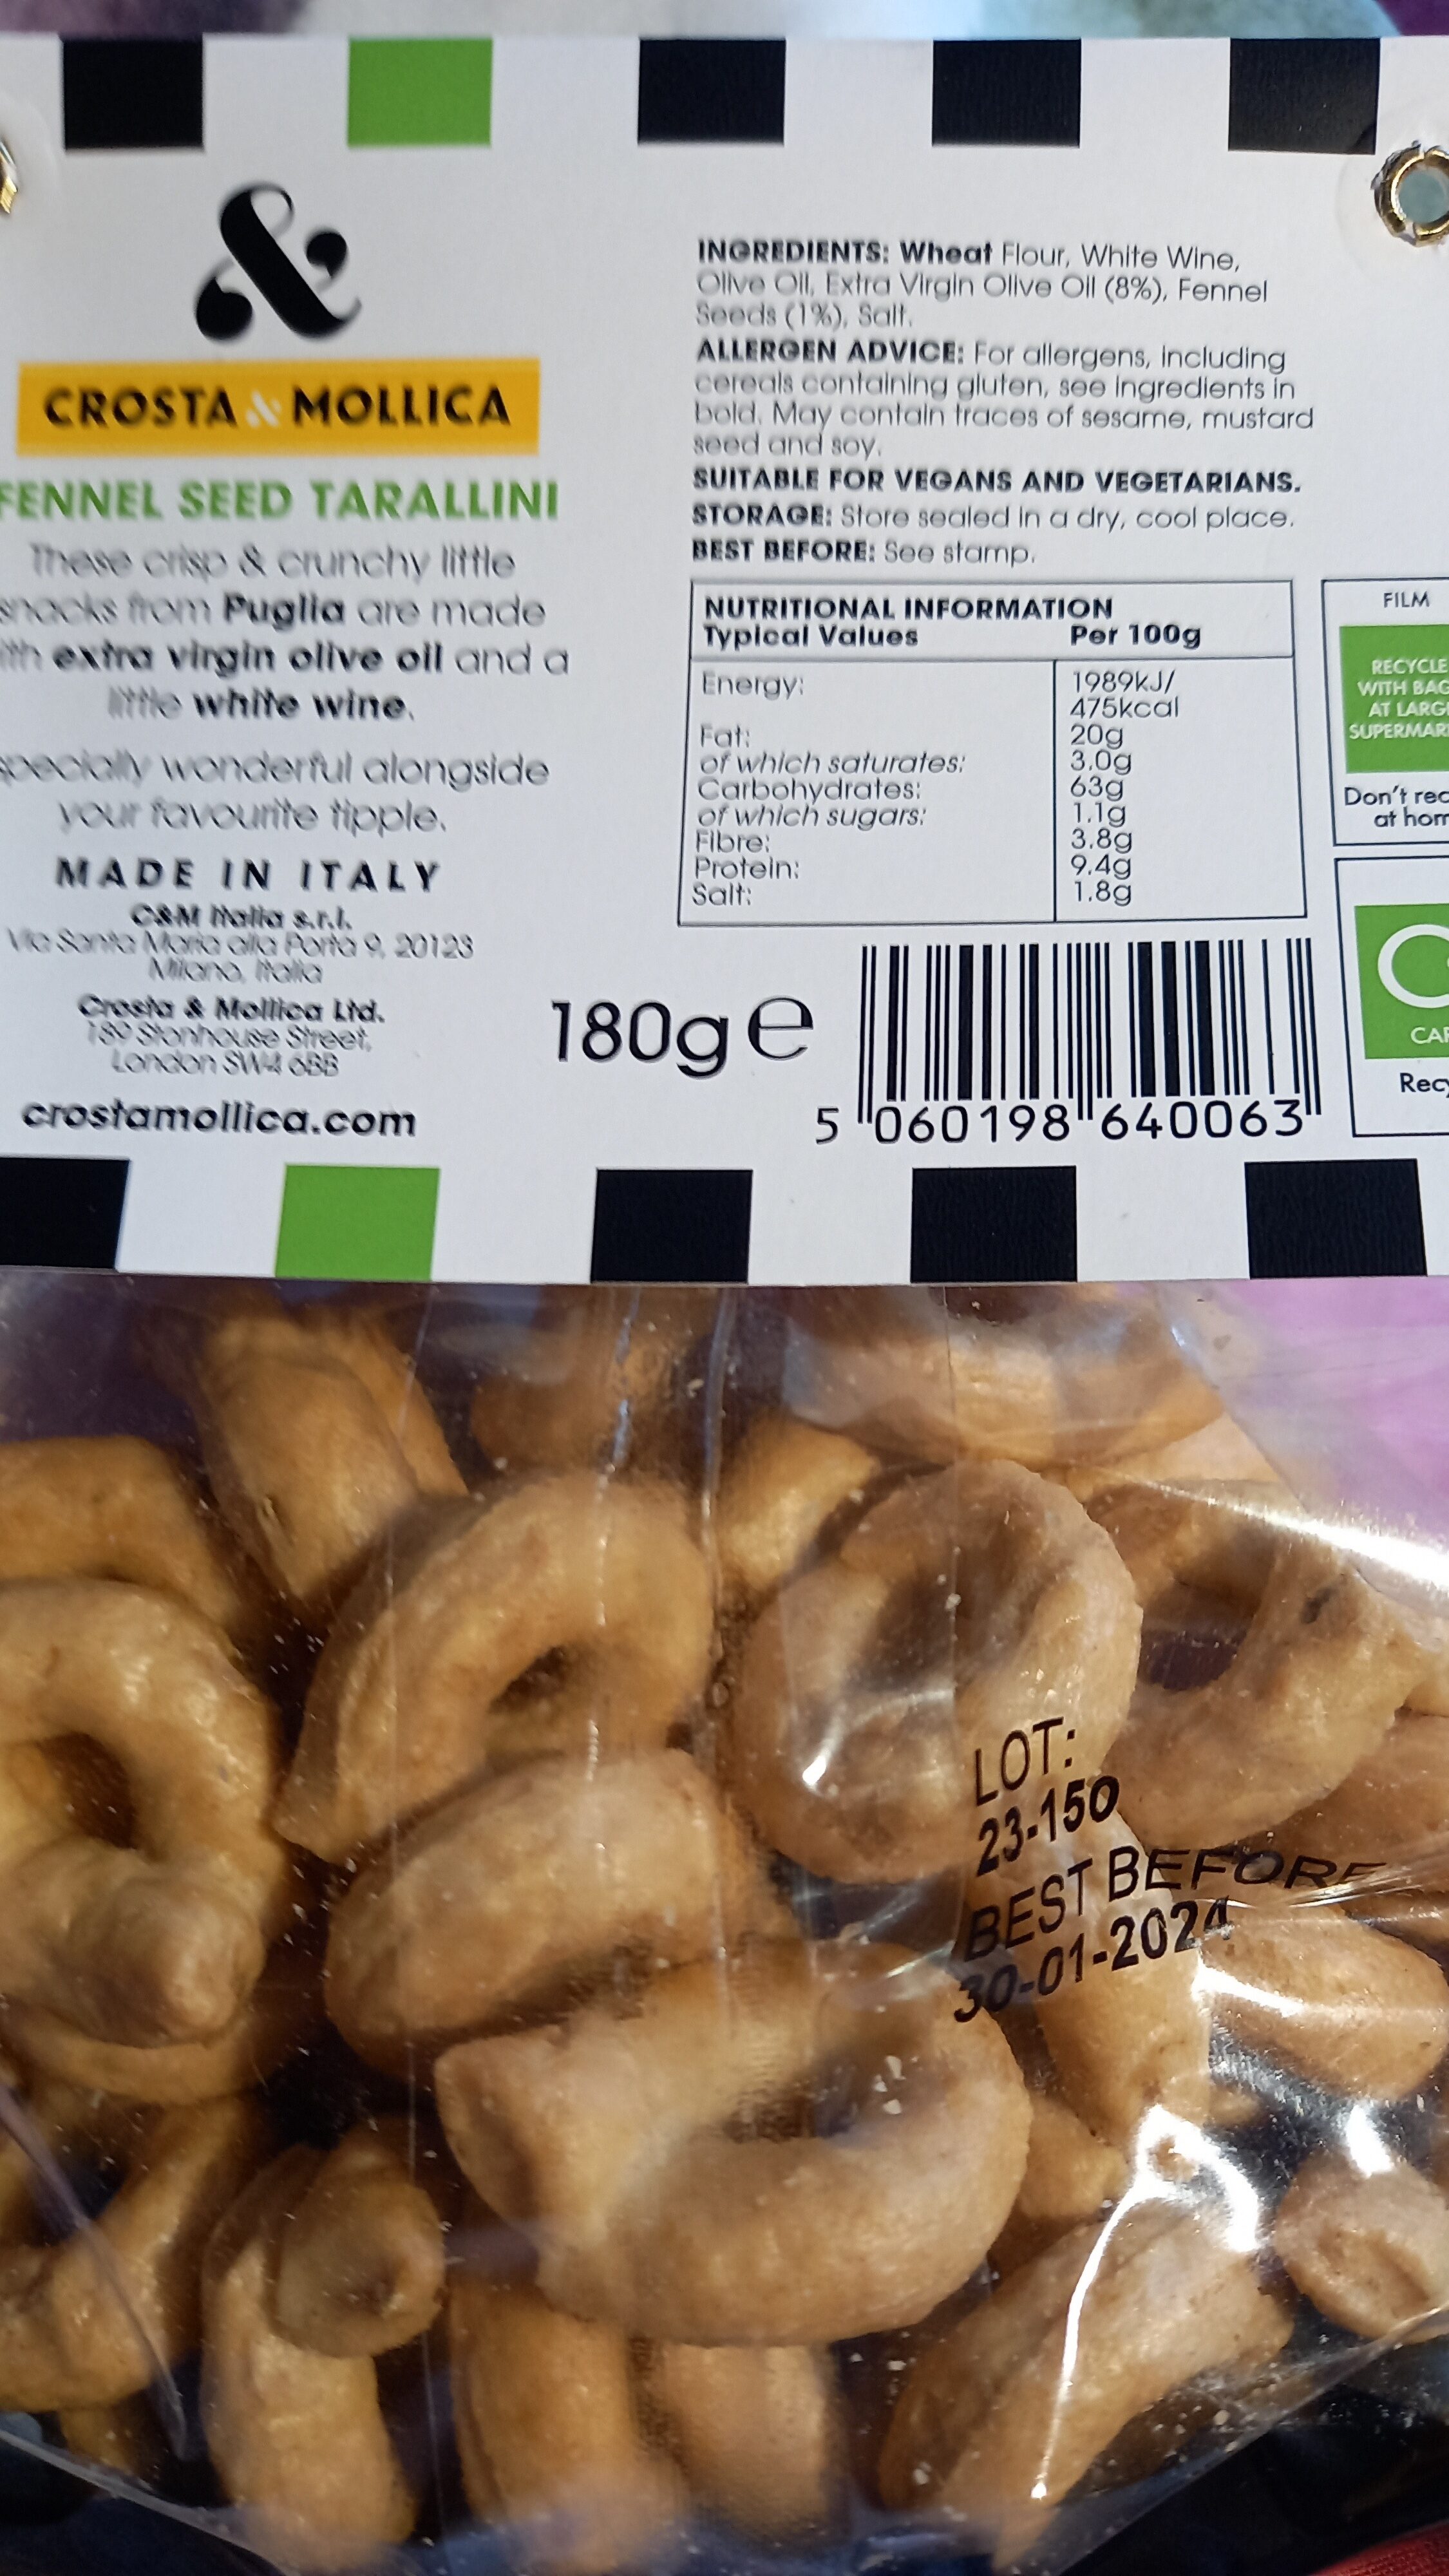 &
CROSTA & MOLLICA
FENNEL SEED TARALLINI
These crisp & crunchy little
snacks from Puglia are made
with extra virgin olive oil and a
little white wine.
specially wonderful alongside
your favourite tipple.
MADE IN ITALY
C&M Italia s.r.l.
Via Santa Maria alla Porta 9, 20123
Milano, Italia
Crosta & Mollica Ltd.
189 Stonhouse Street,
London SW4 6BB
crostamollica.com
INGREDIENTS: Wheat Flour, White Wine,
Olive Oil, Extra Virgin Olive Oil (8%), Fennel
Seeds (1%), Salt.
ALLERGEN ADVICE: For allergens, including
cereals containing gluten, see ingredients in
bold. May contain traces of sesame, mustard
seed and soy.
SUITABLE FOR VEGANS AND VEGETARIANS.
STORAGE: Store sealed in a dry, cool place.
BEST BEFORE: See stamp.
NUTRITIONAL INFORMATION
Typical Values Per 100g
Energy: 1989kJ/
475kcal
Fat: 20g
of which saturates: 3.0g
Carbohydrates: 63g
of which sugars: 1.1g
Fibre: 3.8g
Protein: 9.4g
Salt: 1.8g
180g e
5 060198 640063
FILM
RECYCLE
WITH BAG
AT LARG
SUPERMAR
Don't rec
at hom
CAR
Recy
LOT:
23-150
BEST BEFORE
30-01-2024